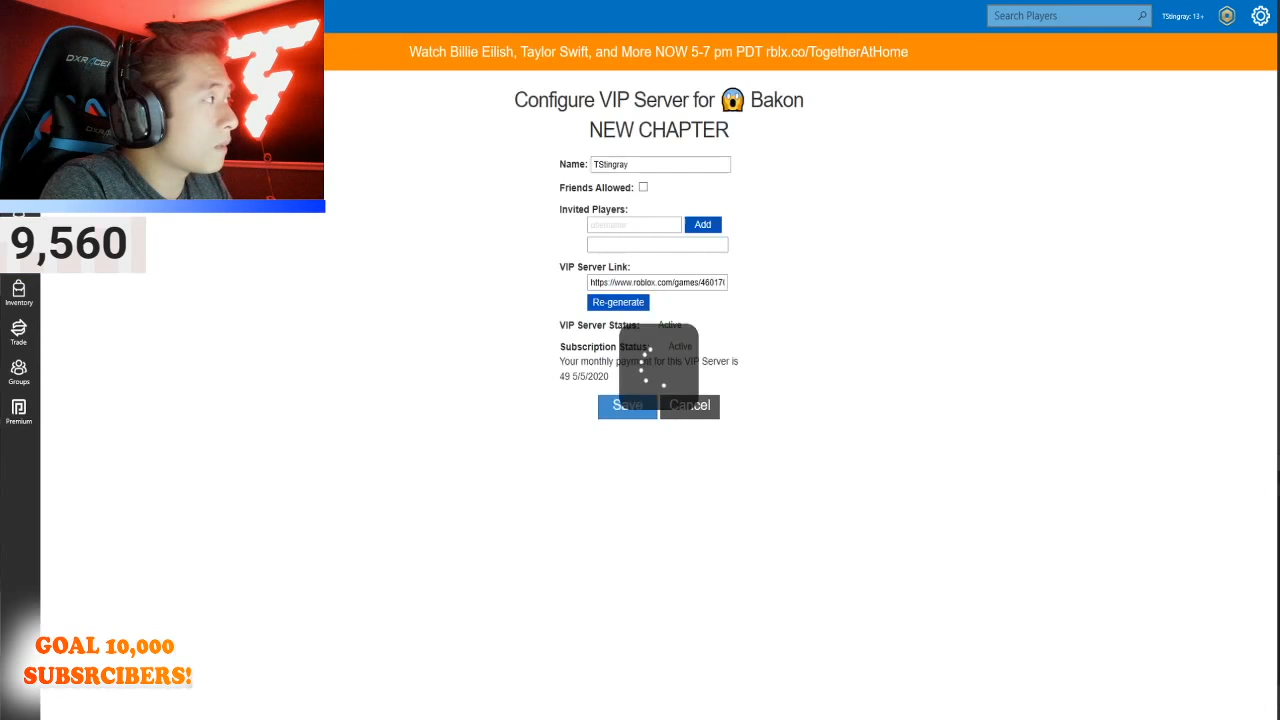 Search Players
TStingray: 13+
Watch Billie Eilish, Taylor Swift, and More NOW 5-7 pm PDT rblx.co/TogetherAtHome
DXRACER
Configure VIP Server for 😱 Bakon
NEW CHAPTER
Name: TStingray
Friends Allowed:
Invited Players:
username Add
VIP Server Link:
https://www.roblox.com/games/46017
Re-generate
VIP Server Status: Active
Subscription Status: Active
Your monthly payment for this VIP Server is
49 5/5/2020
Save Cancel
9,560
Inventory
Trade
Groups
Premium
GOAL 10,000
SUBSRCIBERS!